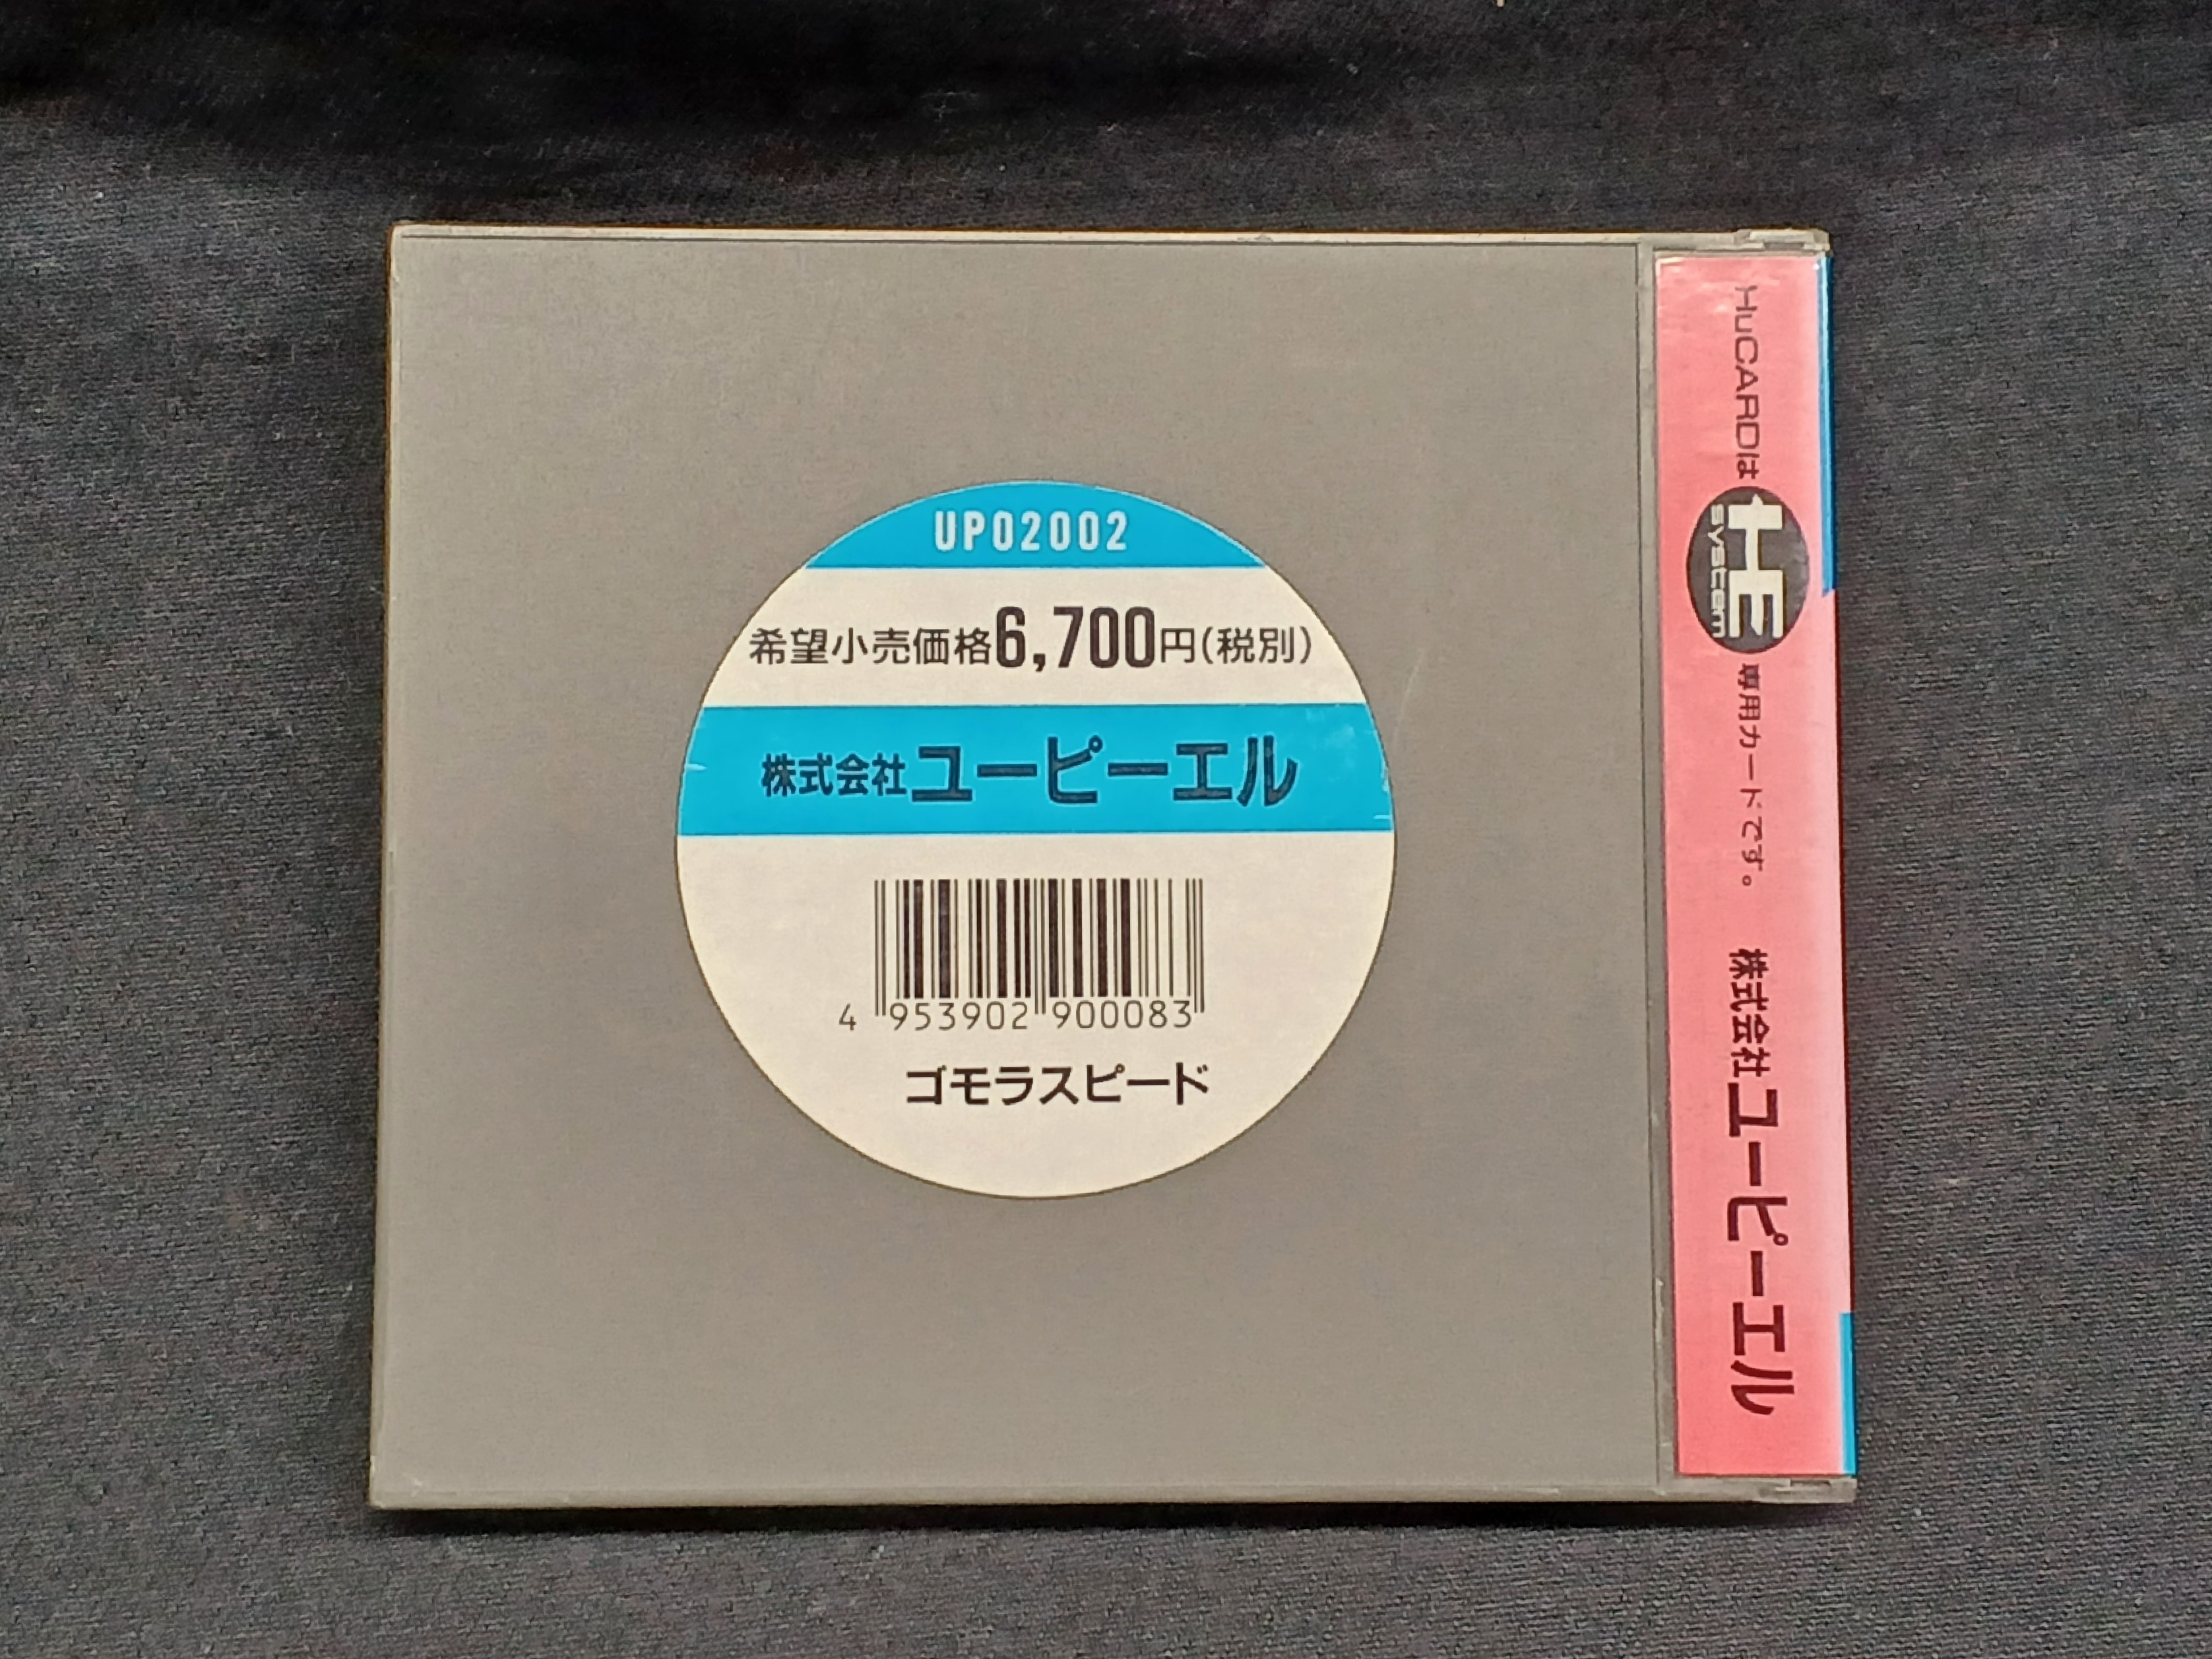 UP02002
希望小売価格6,700円(税別)
株式会社ユーピーエル
4 953902 900083
ゴモラスピード
HuCARDは HE system 専用カードです。 株式会社ユーピーエル